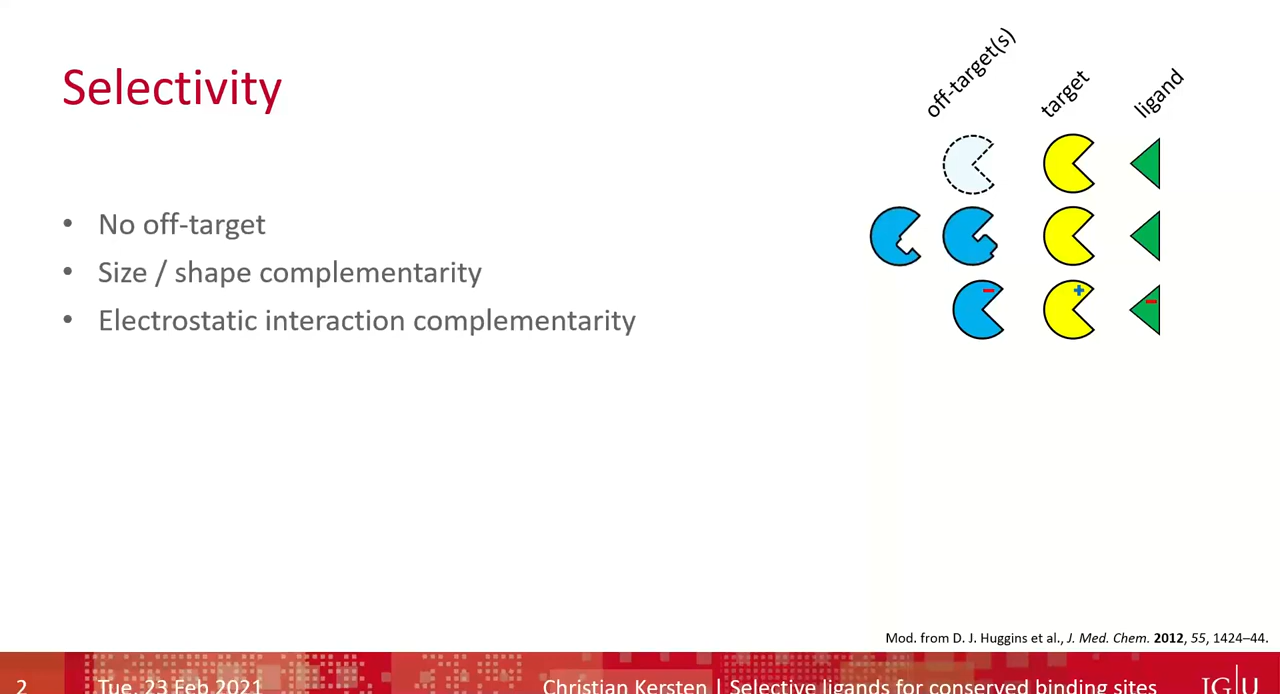 Selectivity
off-target(s)
target
ligand
• No off-target
• Size / shape complementarity
• Electrostatic interaction complementarity
− + −
Mod. from D. J. Huggins et al., J. Med. Chem. 2012, 55, 1424–44.
2 Tue, 23 Feb 2021 Christian Kersten | Selective ligands for conserved binding sites JG|U